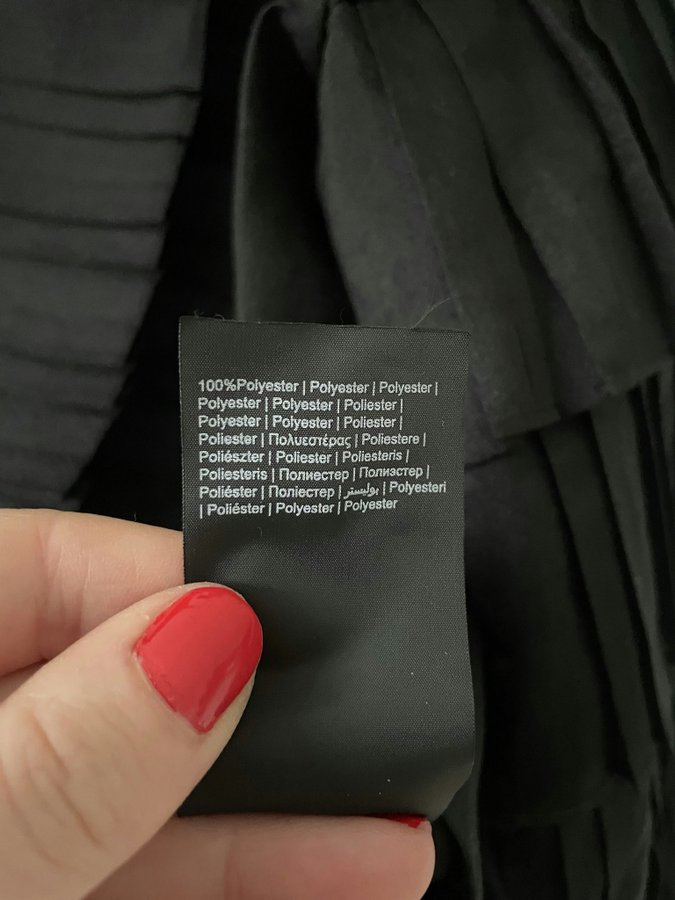 100%Polyester | Polyester | Polyester |
Polyester | Polyester | Poliester |
Polyester | Polyester | Poliester |
Poliester | Πολυεστέρας | Poliestere |
Poliészter | Poliester | Poliesteris |
Poliesteris | Полиестер | Полиэстер |
Poliéster | Поліестер | بوليستر | Polyesteri
| Poliéster | Polyester | Polyester